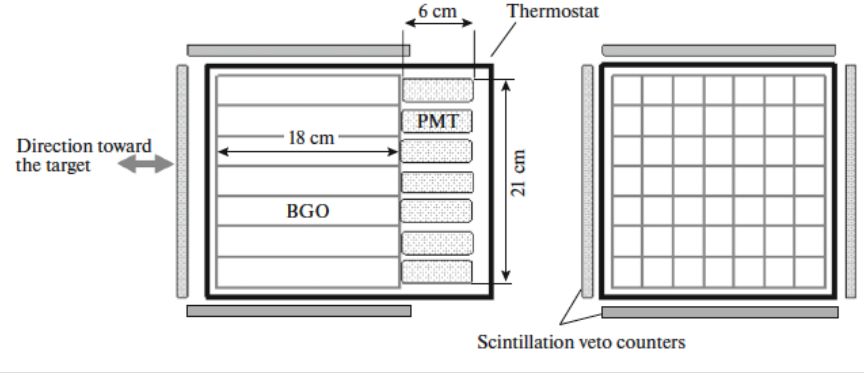 6 cm
Thermostat
PMT
Direction toward
the target
18 cm
21 cm
BGO
Scintillation veto counters